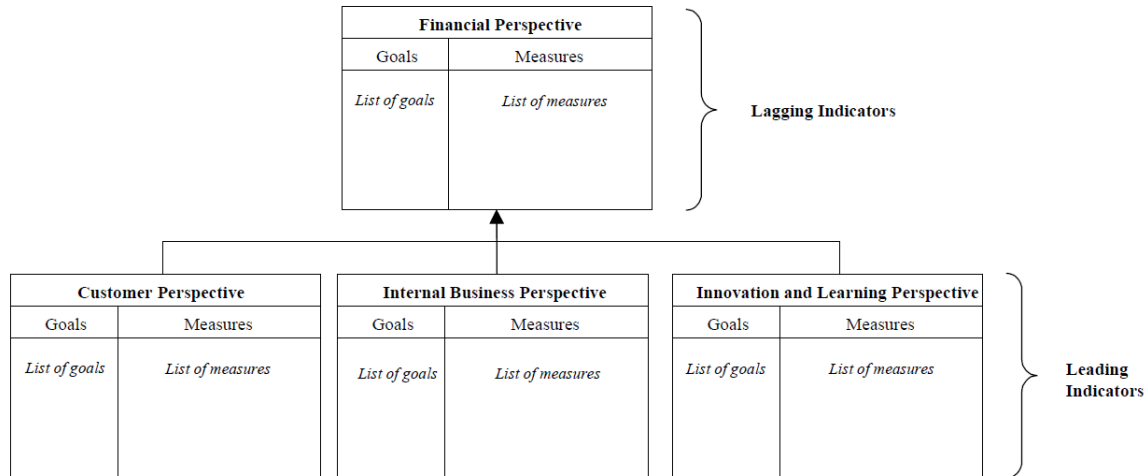 Financial Perspective
Goals Measures
List of goals List of measures
Lagging Indicators
Customer Perspective Internal Business Perspective Innovation and Learning Perspective
Goals Measures Goals Measures Goals Measures
List of goals List of measures List of goals List of measures List of goals List of measures
Leading
Indicators